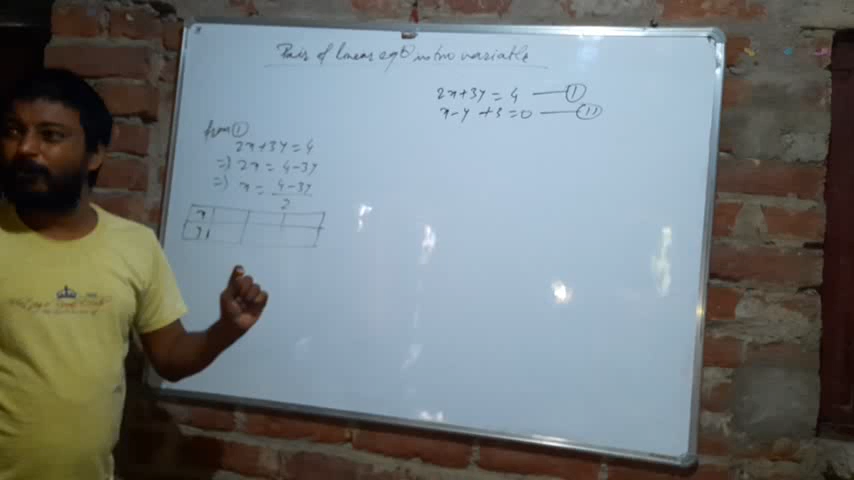 Pair of linear eqn in two variable
2x+3y = 4 — (I)
x-y +3 = 0 — (II)
from (I)
2x+3y = 4
=) 2x = 4-3y
=) x = 4-3y
2
x
y